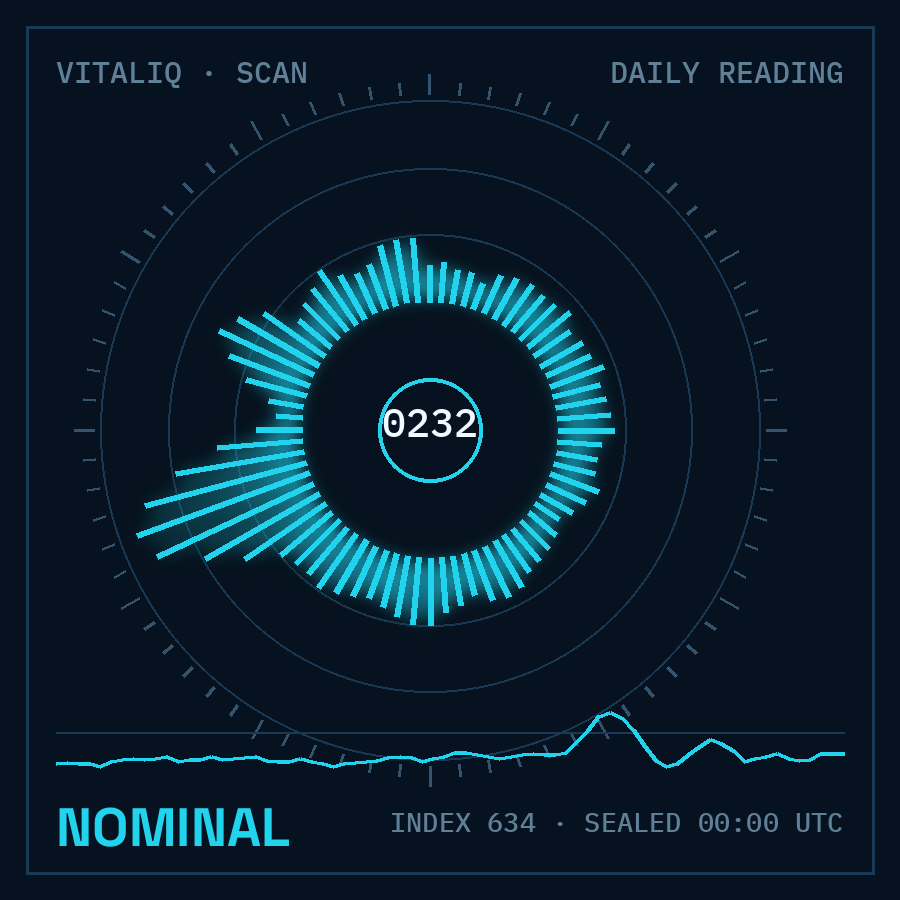 VITALIQ · SCAN
DAILY READING
0232
NOMINAL
INDEX 634 · SEALED 00:00 UTC